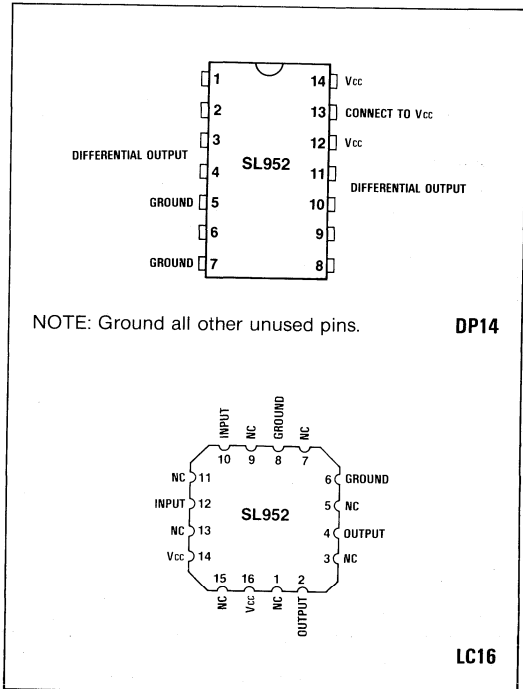 1
2
3
DIFFERENTIAL OUTPUT
4
GROUND 5
6
GROUND 7
SL952
14 Vcc
13 CONNECT TO Vcc
12 Vcc
11
DIFFERENTIAL OUTPUT
10
9
8
NOTE: Ground all other unused pins.
DP14
INPUT
NC
GROUND
NC
10 9 8 7
NC 11
INPUT 12
NC 13
Vcc 14
SL952
6 GROUND
5 NC
4 OUTPUT
3 NC
15 16 1 2
NC
Vcc
NC
OUTPUT
LC16